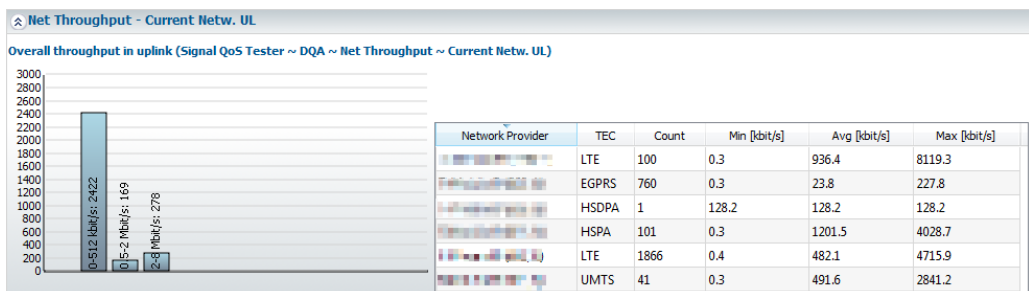 Net Throughput - Current Netw. UL
Overall throughput in uplink (Signal QoS Tester ~ DQA ~ Net Throughput ~ Current Netw. UL)
3000
2800
2600
2400
2200
2000
1800
1600
1400
1200
1000
800
600
400
200
0
0-512 kbit/s: 2422
0,5-2 Mbit/s: 169
2-8 Mbit/s: 278
Network Provider TEC Count Min [kbit/s] Avg [kbit/s] Max [kbit/s]
LTE 100 0.3 936.4 8119.3
EGPRS 760 0.3 23.8 227.8
HSDPA 1 128.2 128.2 128.2
HSPA 101 0.3 1201.5 4028.7
LTE 1866 0.4 482.1 4715.9
UMTS 41 0.3 491.6 2841.2